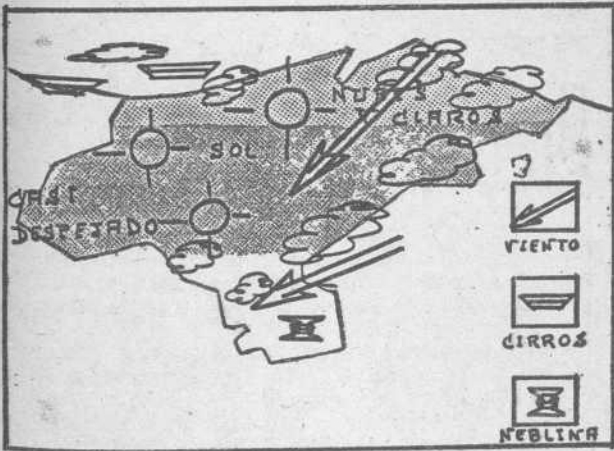 NUBES
Y CIRROS
SOL
CASI
DESPEJADO
VIENTO
CIRROS
NEBLINA